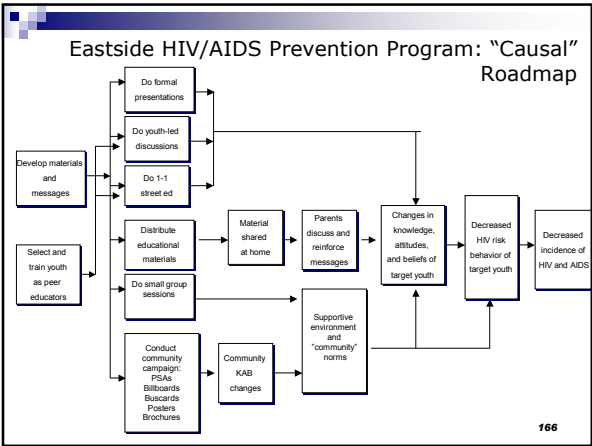 Eastside HIV/AIDS Prevention Program: “Causal”
Roadmap
Do formal
presentations
Do youth-led
discussions
Develop materials
and
messages
Do 1-1
street ed
Select and
train youth
as peer
educators
Distribute
educational
materials
Material
shared
at home
Parents
discuss and
reinforce
messages
Changes in
knowledge,
attitudes,
and beliefs of
target youth
Decreased
HIV risk
behavior of
target youth
Decreased
incidence of
HIV and AIDS
Do small group
sessions
Supportive
environment
and
"community"
norms
Conduct
community
campaign:
PSAs
Billboards
Buscards
Posters
Brochures
Community
KAB
changes
166